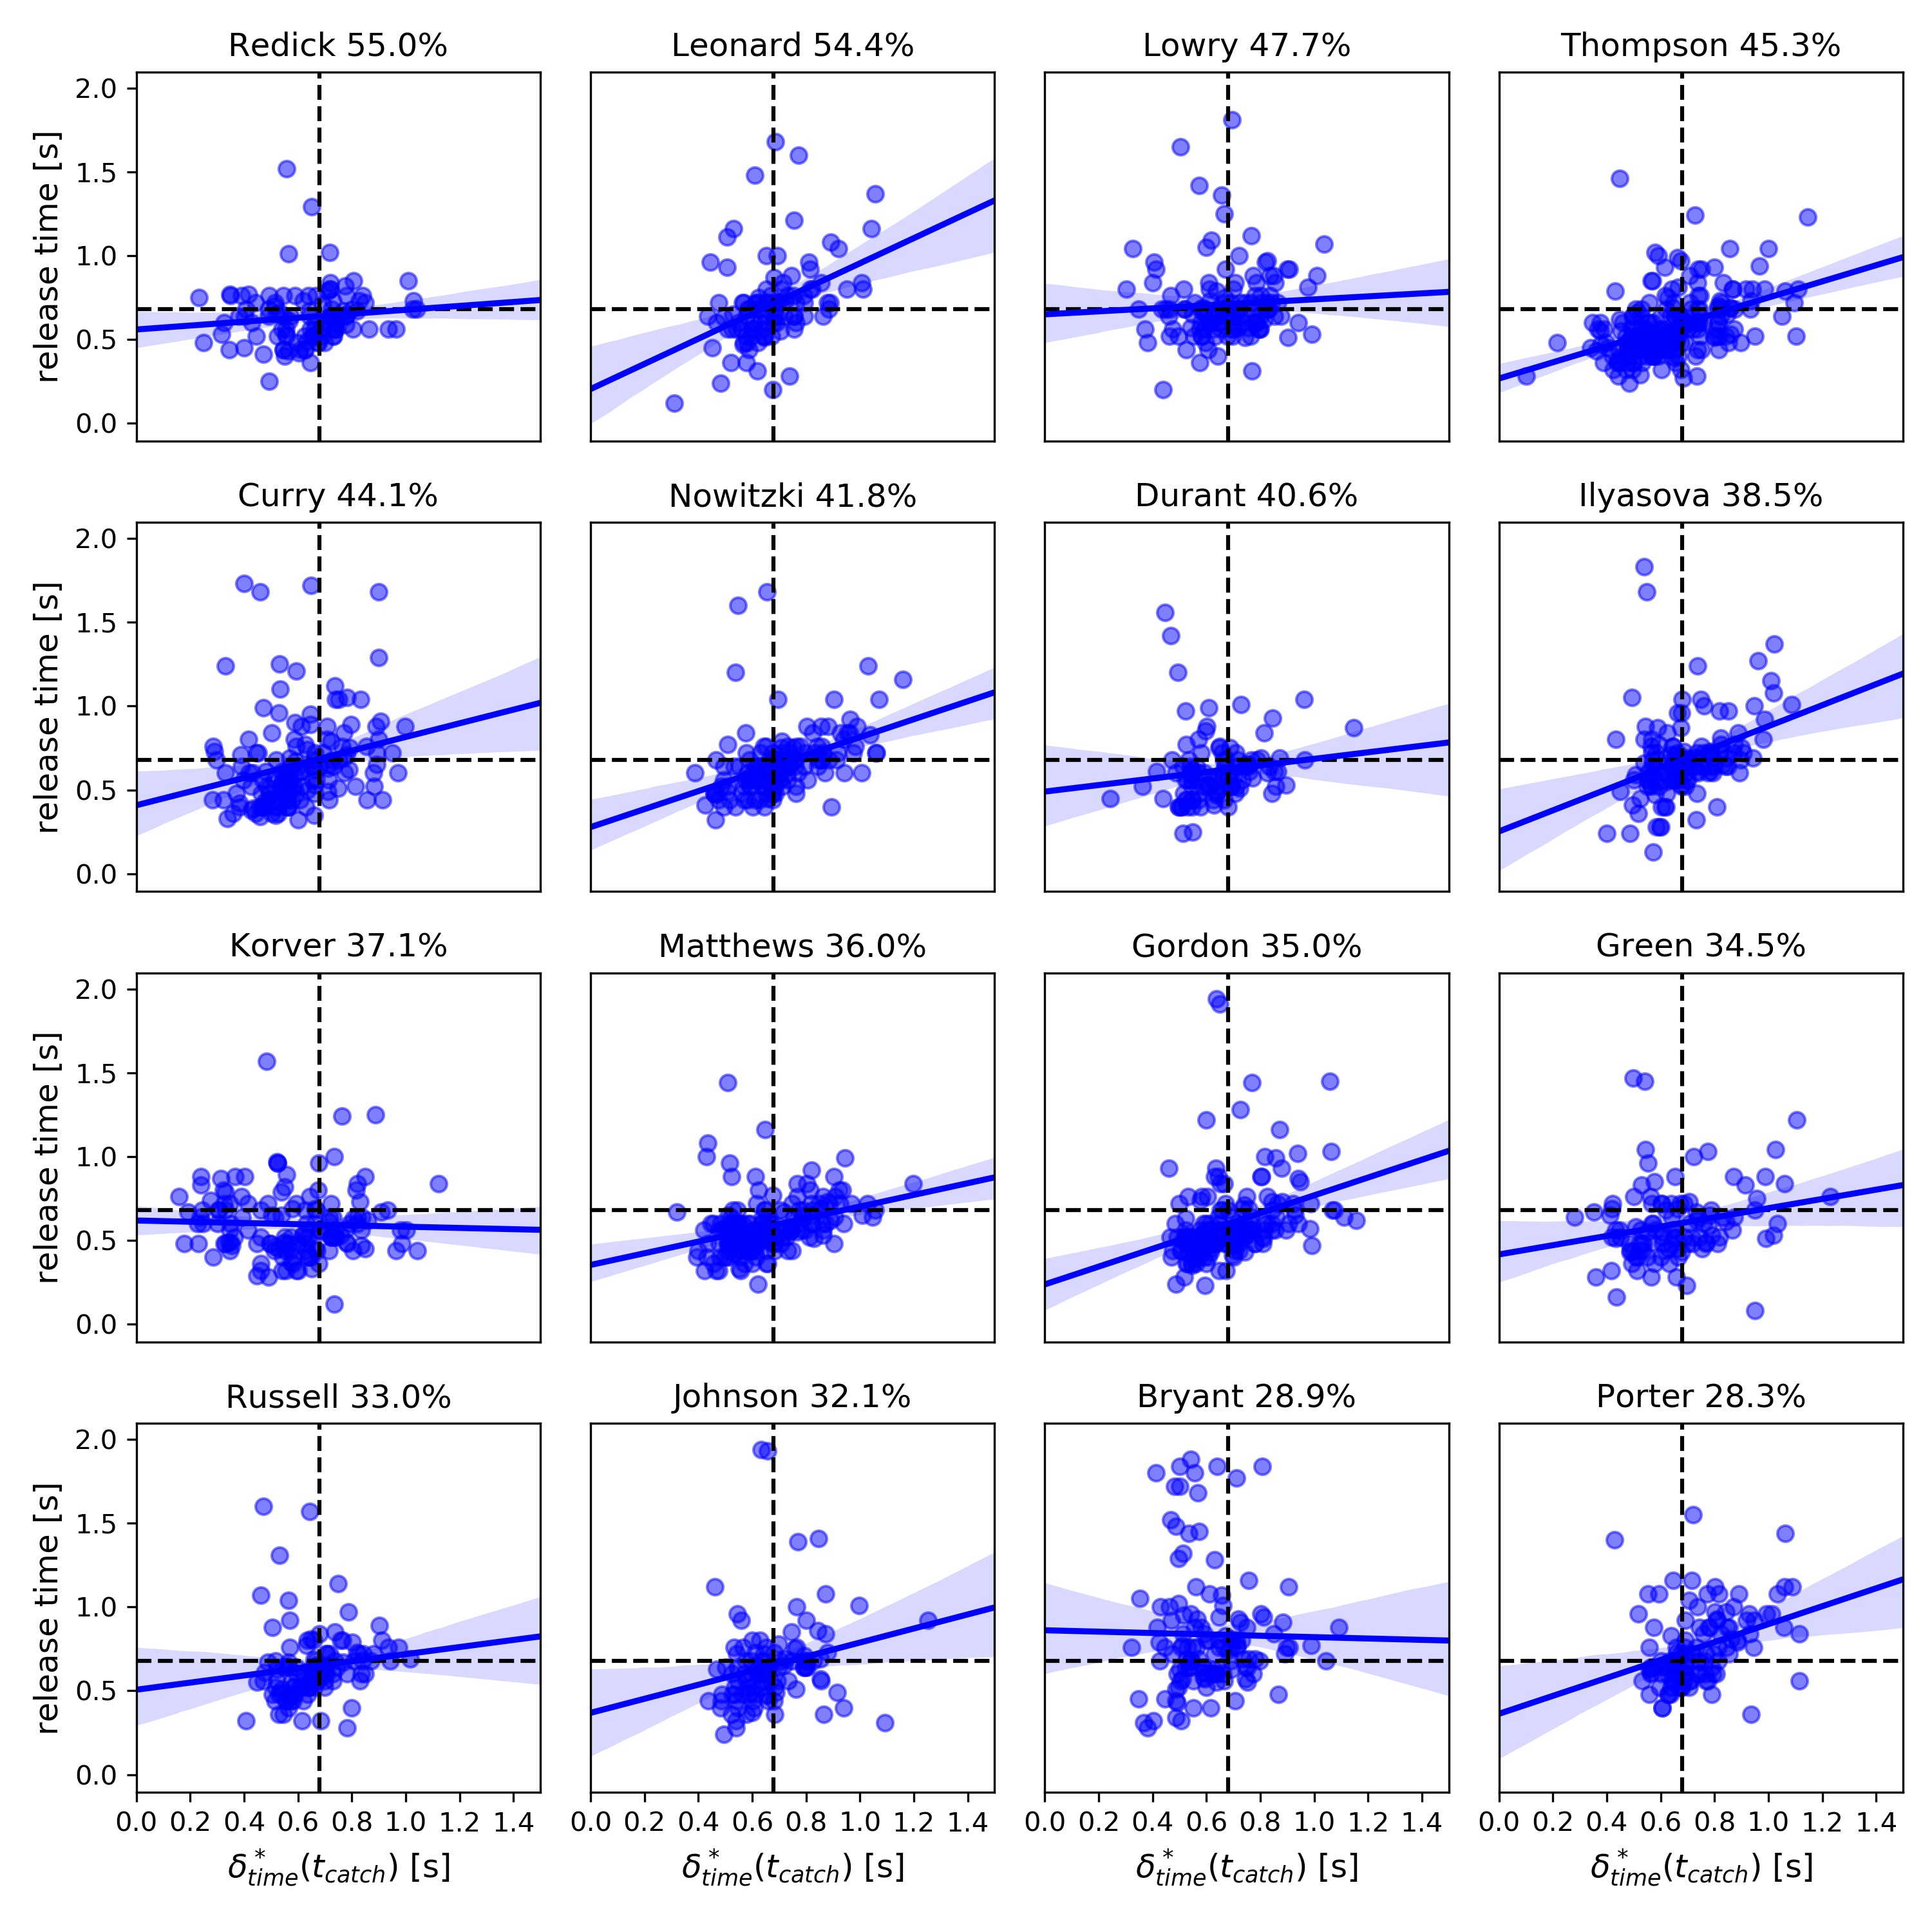 Redick 55.0% Leonard 54.4% Lowry 47.7% Thompson 45.3%
2.0
1.5
1.0
0.5
0.0
release time [s]
Curry 44.1% Nowitzki 41.8% Durant 40.6% Ilyasova 38.5%
2.0
1.5
1.0
0.5
0.0
release time [s]
Korver 37.1% Matthews 36.0% Gordon 35.0% Green 34.5%
2.0
1.5
1.0
0.5
0.0
release time [s]
Russell 33.0% Johnson 32.1% Bryant 28.9% Porter 28.3%
2.0
1.5
1.0
0.5
0.0
release time [s]
0.0 0.2 0.4 0.6 0.8 1.0 1.2 1.4 0.0 0.2 0.4 0.6 0.8 1.0 1.2 1.4 0.0 0.2 0.4 0.6 0.8 1.0 1.2 1.4 0.0 0.2 0.4 0.6 0.8 1.0 1.2 1.4
δ*time(tcatch) [s] δ*time(tcatch) [s] δ*time(tcatch) [s] δ*time(tcatch) [s]